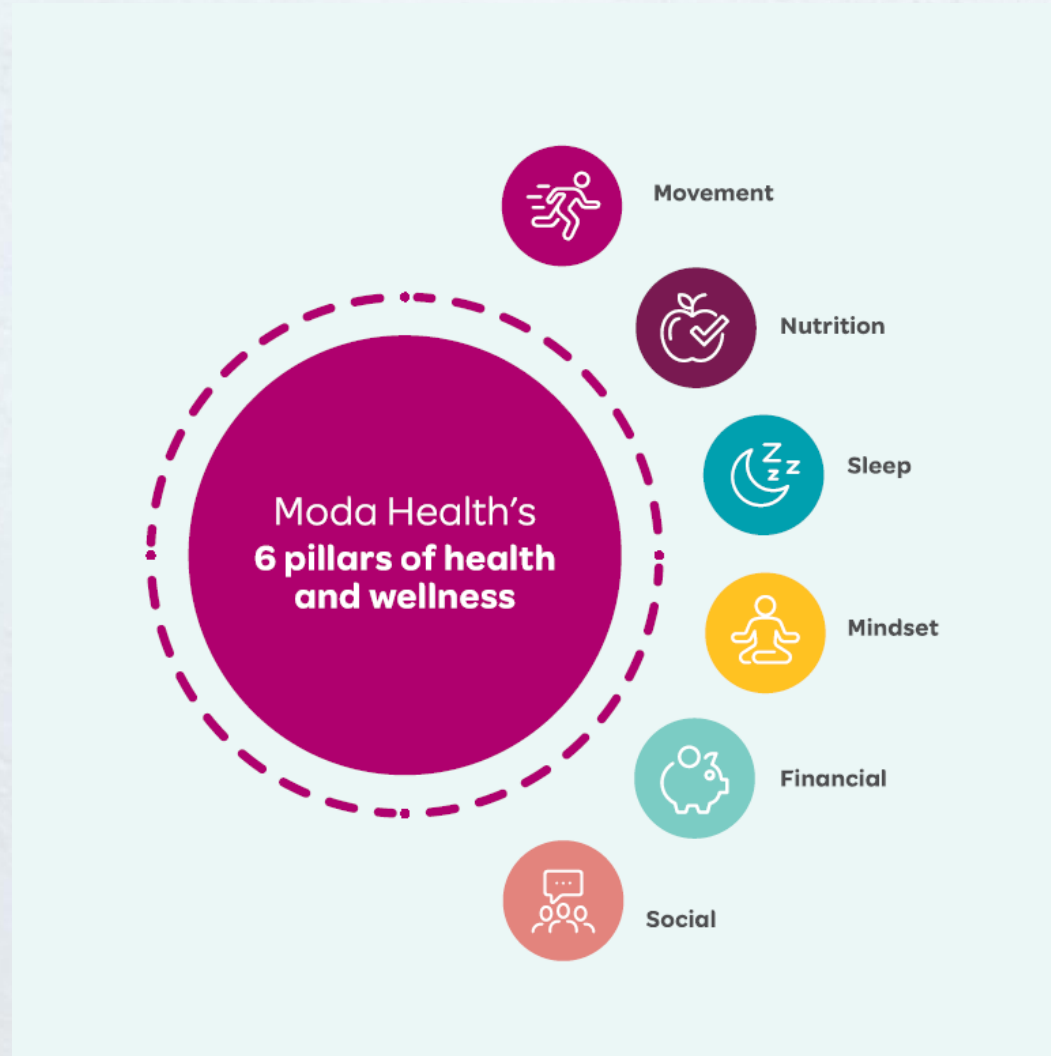 Movement
Nutrition
Sleep
Moda Health's
6 pillars of health
and wellness
Mindset
Financial
Social